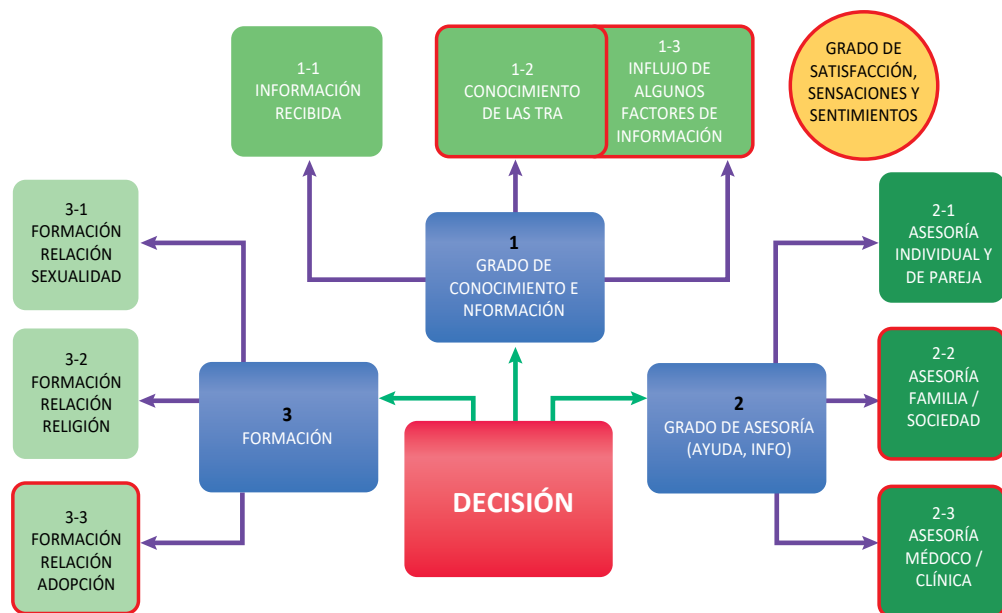 1-1
INFORMACIÓN
RECIBIDA
1-2
CONOCIMIENTO
DE LAS TRA
1-3
INFLUJO DE
ALGUNOS
FACTORES DE
INFORMACIÓN
GRADO DE
SATISFACCIÓN,
SENSACIONES Y
SENTIMIENTOS
3-1
FORMACIÓN
RELACIÓN
SEXUALIDAD
1
GRADO DE
CONOCIMIENTO E
NFORMACIÓN
2-1
ASESORÍA
INDIVIDUAL Y
DE PAREJA
3-2
FORMACIÓN
RELACIÓN
RELIGIÓN
3
FORMACIÓN
2
GRADO DE ASESORÍA
(AYUDA, INFO)
2-2
ASESORÍA
FAMILIA /
SOCIEDAD
DECISIÓN
3-3
FORMACIÓN
RELACIÓN
ADOPCIÓN
2-3
ASESORÍA
MÉDOCO /
CLÍNICA